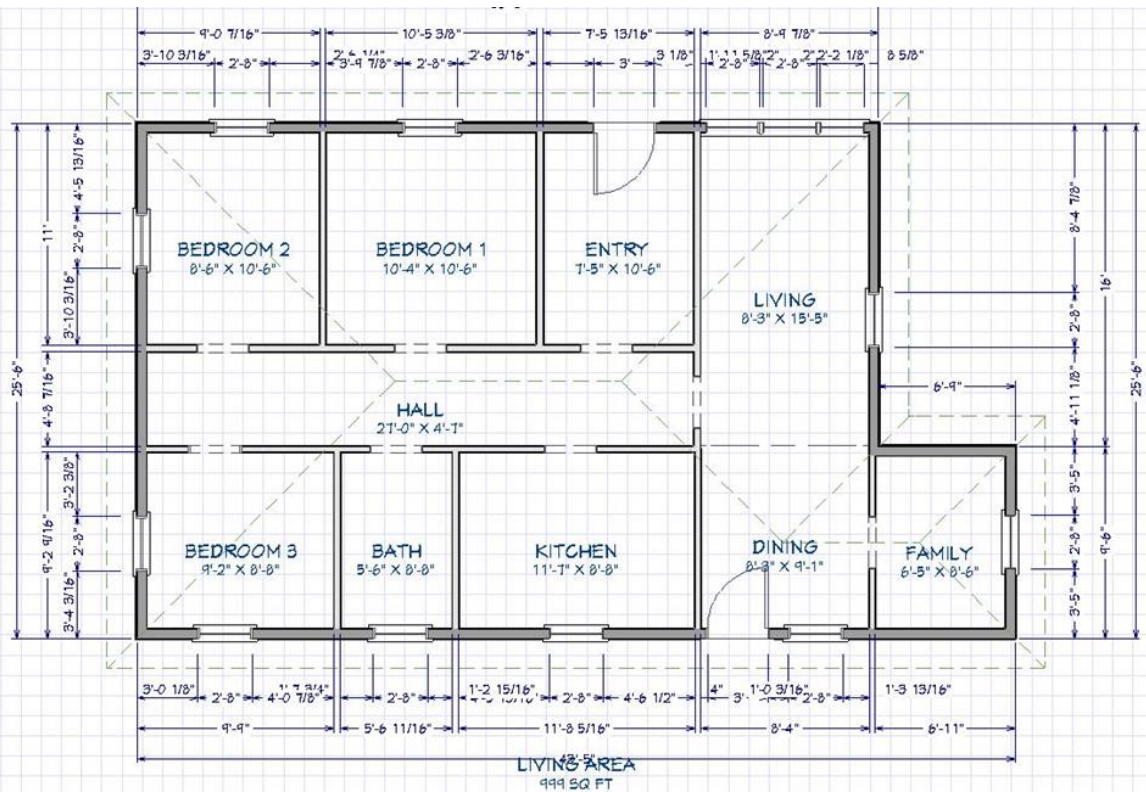 9'-0 7/16" 10'-5 3/8" 7'-5 13/16" 8'-9 7/8"
3'-10 3/16" 2'-8" 3'-9 7/8" 2'-8" 2'-6 3/16" 3' 3 1/8" 1'-11 5/8" 2'-8" 2'-8" 2'-2 1/8" 8 5/8"
4'-5 13/16"
2'-8"
3'-10 3/16"
11'
4'-8 7/16"
25'-6"
3'-2 3/8"
2'-8"
3'-4 3/16"
9'-2 9/16"
BEDROOM 2
8'-6" X 10'-6"
BEDROOM 1
10'-4" X 10'-6"
ENTRY
7'-5" X 10'-6"
LIVING
8'-3" X 15'-5"
HALL
27'-0" X 4'-7"
BEDROOM 3
9'-2" X 8'-8"
BATH
5'-6" X 8'-8"
KITCHEN
11'-7" X 8'-8"
DINING
8'-3" X 9'-1"
FAMILY
6'-5" X 8'-6"
8'-4 7/8"
2'-8"
4'-11 1/8"
16'
6'-9"
25'-6"
3'-5"
2'-8"
3'-5"
9'-6"
3'-0 1/8" 2'-8" 4'-0 7/8" 2'-8" 1'-2 15/16" 2'-8" 4'-6 1/2" 4" 3' 1'-0 3/16" 2'-8" 1'-3 13/16"
9'-9" 5'-6 11/16" 11'-8 5/16" 8'-4" 6'-11"
LIVING AREA
999 SQ FT